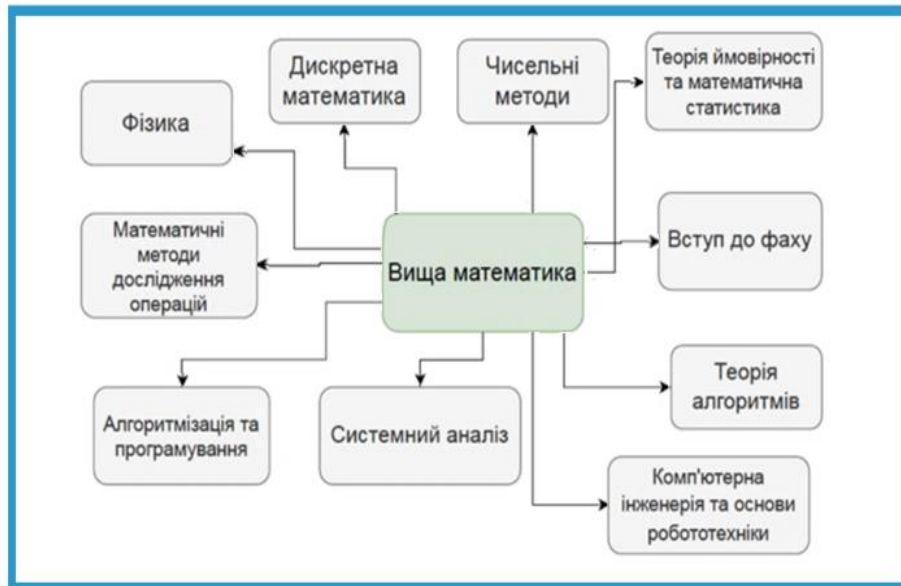 Дискретна
математика
Чисельні
методи
Теорія ймовірності
та математична
статистика
Фізика
Математичні
методи
дослідження
операцій
Вища математика
Вступ до фаху
Алгоритмізація та
програмування
Системний аналіз
Теорія
алгоритмів
Комп'ютерна
інженерія та основи
робототехніки